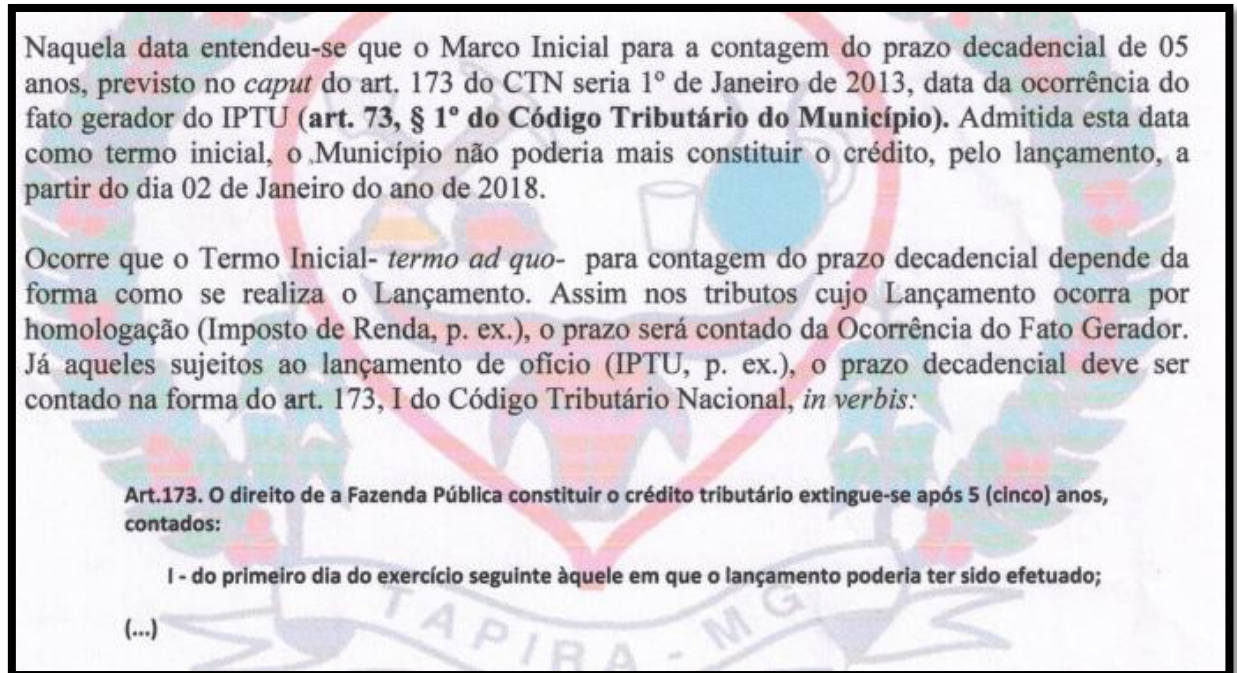 Naquela data entendeu-se que o Marco Inicial para a contagem do prazo decadencial de 05
anos, previsto no caput do art. 173 do CTN seria 1º de Janeiro de 2013, data da ocorrência do
fato gerador do IPTU (art. 73, § 1º do Código Tributário do Município). Admitida esta data
como termo inicial, o Município não poderia mais constituir o crédito, pelo lançamento, a
partir do dia 02 de Janeiro do ano de 2018.
Ocorre que o Termo Inicial- termo ad quo- para contagem do prazo decadencial depende da
forma como se realiza o Lançamento. Assim nos tributos cujo Lançamento ocorra por
homologação (Imposto de Renda, p. ex.), o prazo será contado da Ocorrência do Fato Gerador.
Já aqueles sujeitos ao lançamento de ofício (IPTU, p. ex.), o prazo decadencial deve ser
contado na forma do art. 173, I do Código Tributário Nacional, in verbis:
Art.173. O direito de a Fazenda Pública constituir o crédito tributário extingue-se após 5 (cinco) anos,
contados:
I - do primeiro dia do exercício seguinte àquele em que o lançamento poderia ter sido efetuado;
(...)
TAPIRA - MG